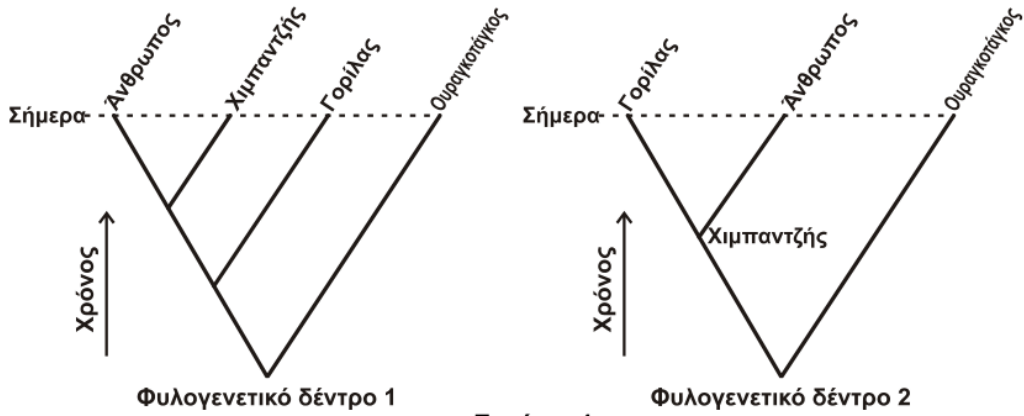 Άνθρωπος
Χιμπαντζής
Γορίλας
Ουραγκοτάγκος
Σήμερα
Χρόνος
Φυλογενετικό δέντρο 1
Γορίλας
Άνθρωπος
Ουραγκοτάγκος
Σήμερα
Χιμπαντζής
Χρόνος
Φυλογενετικό δέντρο 2